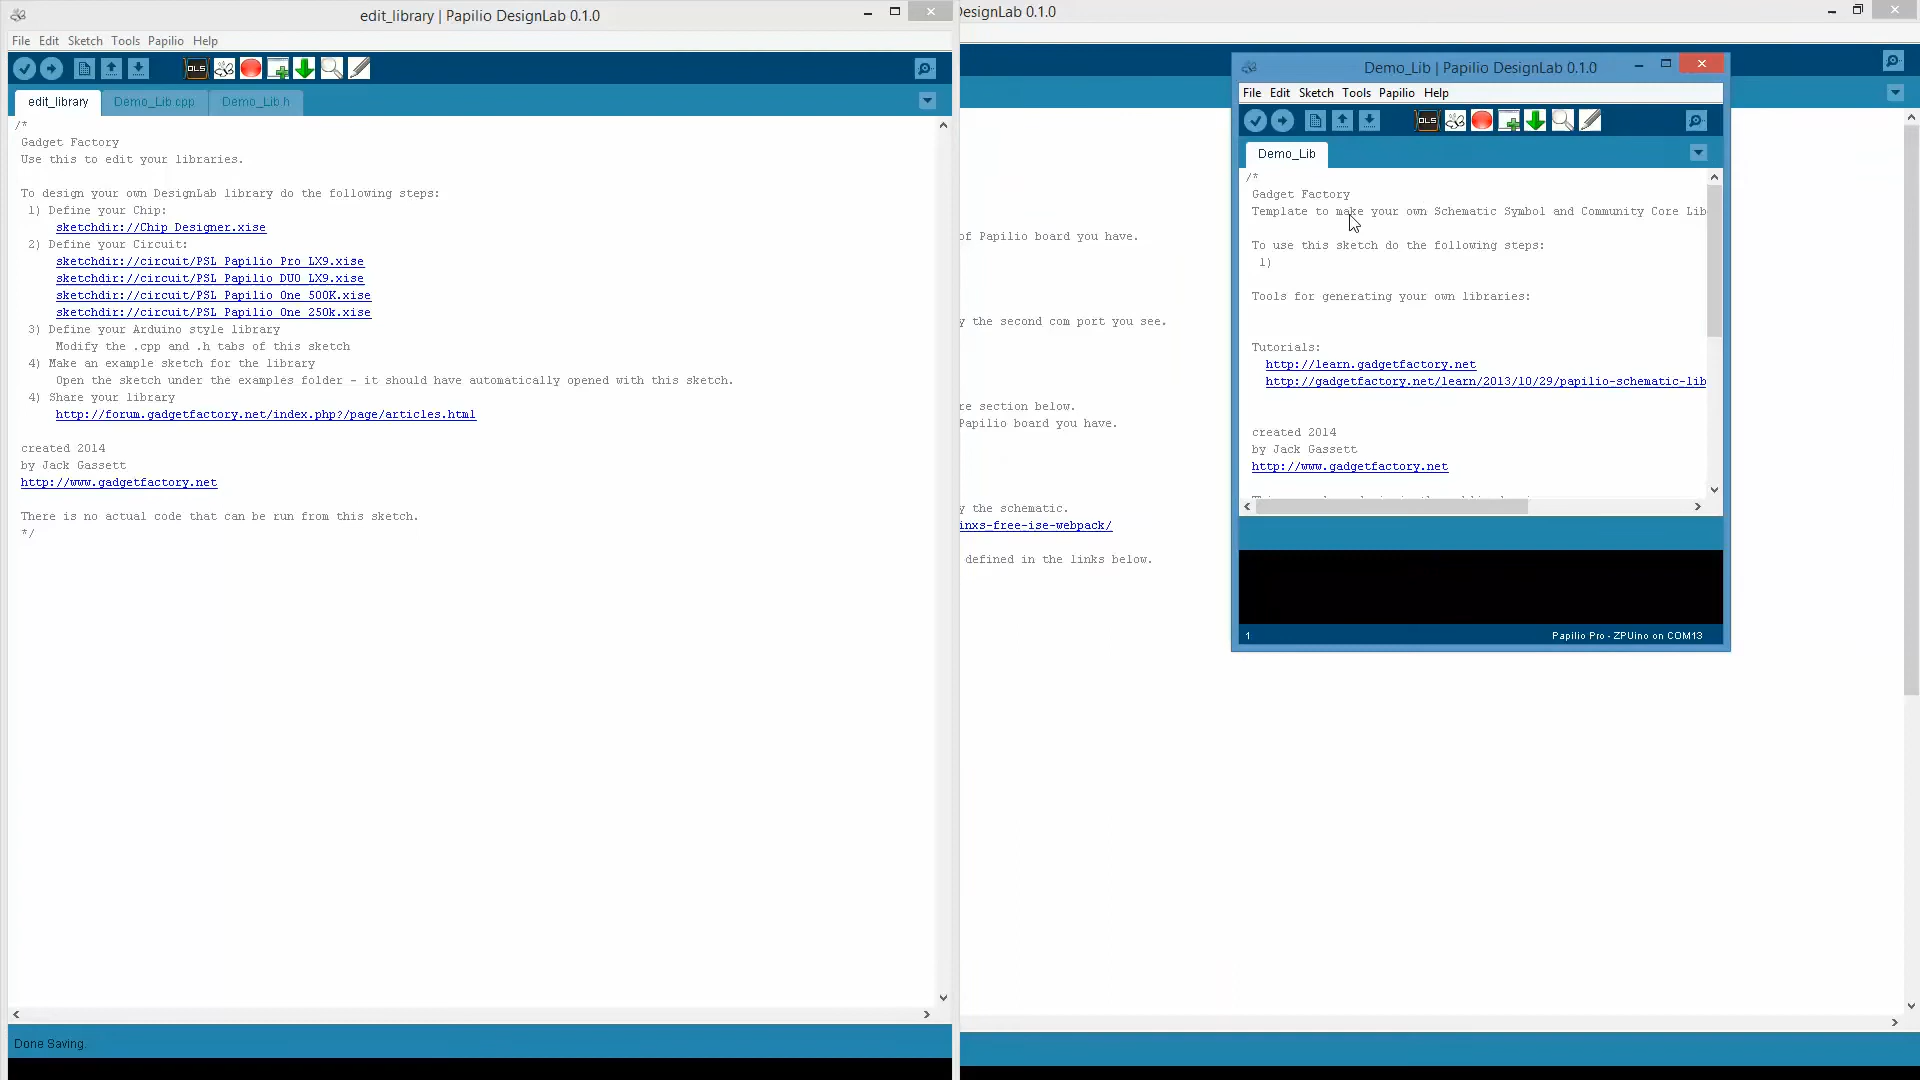 edit_library | Papilio DesignLab 0.1.0
File Edit Sketch Tools Papilio Help
OLS
edit_library Demo_Lib.cpp Demo_Lib.h
/*
Gadget Factory
Use this to edit your libraries.
To design your own DesignLab library do the following steps:
1) Define your Chip:
sketchdir://Chip_Designer.xise
2) Define your Circuit:
sketchdir://circuit/PSL_Papilio_Pro_LX9.xise
sketchdir://circuit/PSL_Papilio_DUO_LX9.xise
sketchdir://circuit/PSL_Papilio_One_500K.xise
sketchdir://circuit/PSL_Papilio_One_250k.xise
3) Define your Arduino style library
Modify the .cpp and .h tabs of this sketch
4) Make an example sketch for the library
Open the sketch under the examples folder - it should have automatically opened with this sketch.
4) Share your library
http://forum.gadgetfactory.net/index.php?/page/articles.html
created 2014
by Jack Gassett
http://www.gadgetfactory.net
There is no actual code that can be run from this sketch.
*/
Done Saving.
DesignLab 0.1.0
of Papilio board you have.
y the second com port you see.
re section below.
Papilio board you have.
y the schematic.
inxs-free-ise-webpack/
defined in the links below.
Demo_Lib | Papilio DesignLab 0.1.0
File Edit Sketch Tools Papilio Help
OLS
Demo_Lib
/*
Gadget Factory
Template to make your own Schematic Symbol and Community Core Lib
To use this sketch do the following steps:
1)
Tools for generating your own libraries:
Tutorials:
http://learn.gadgetfactory.net
http://gadgetfactory.net/learn/2013/10/29/papilio-schematic-lib
created 2014
by Jack Gassett
http://www.gadgetfactory.net
1
Papilio Pro - ZPUino on COM13